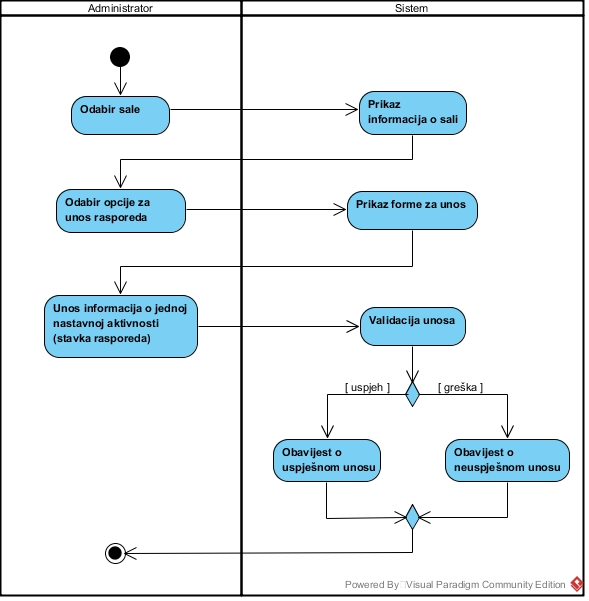 Administrator
Sistem
Odabir sale
Prikaz
informacija o sali
Odabir opcije za
unos rasporeda
Prikaz forme za unos
Unos informacija o jednoj
nastavnoj aktivnosti
(stavka rasporeda)
Validacija unosa
[ uspjeh ]
[ greška ]
Obavijest o
uspješnom unosu
Obavijest o
neuspješnom unosu
Powered By Visual Paradigm Community Edition